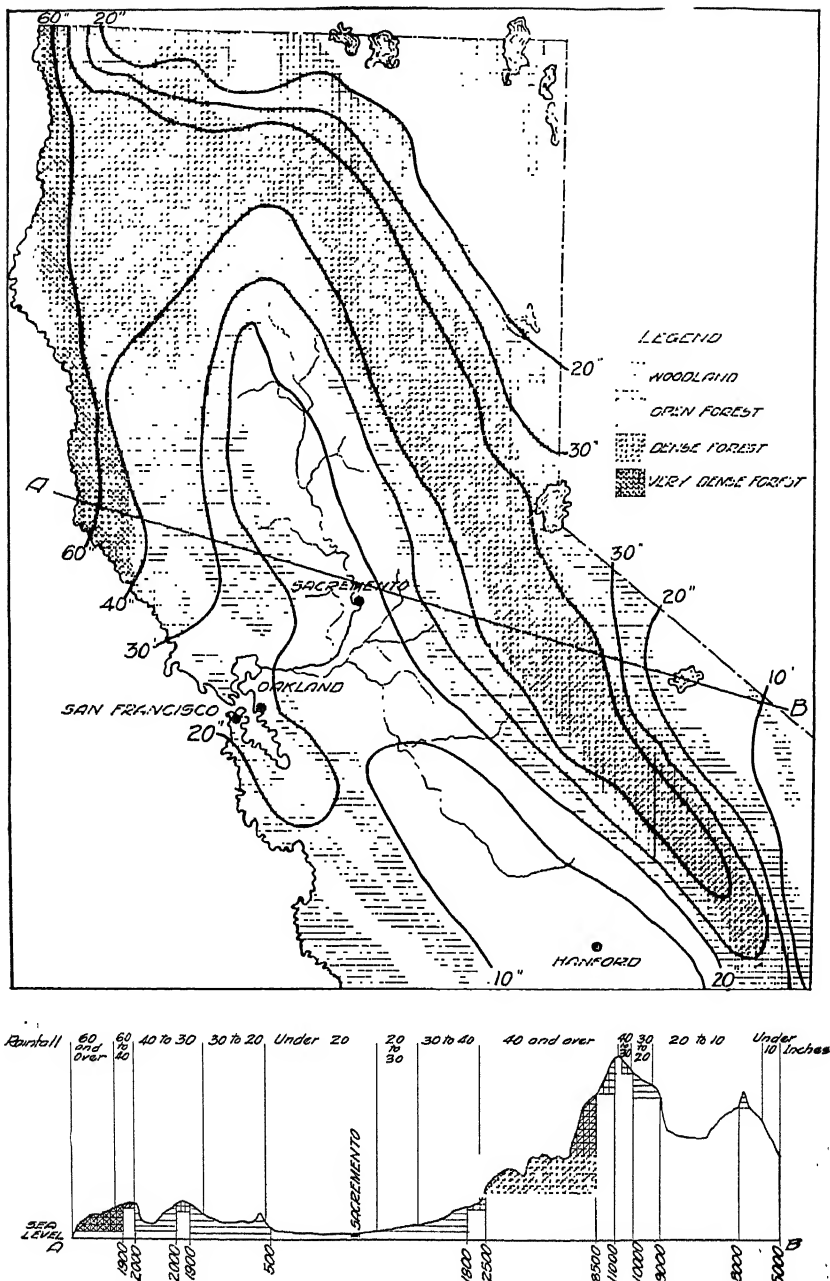 60" 20"
LEGEND
WOODLAND
OPEN FOREST
DENSE FOREST
VERY DENSE FOREST
20"
30"
A
60"
40"
30'
SACREMENTO
30"
20"
10'
B
OAKLAND
SAN FRANCISCO
20"
HANFORD
10"
20"
Rainfall 60 and over 60 to 40 40 to 30 30 to 20 Under 20 20 to 30 30 to 40 40 and over 40 to 30 30 to 20 20 to 10 Under 10 Inches
SACREMENTO
SEA LEVEL
A 1900 2000 2000 1800 500 1800 2500 8500 11000 10000 9000 8000 5000 B